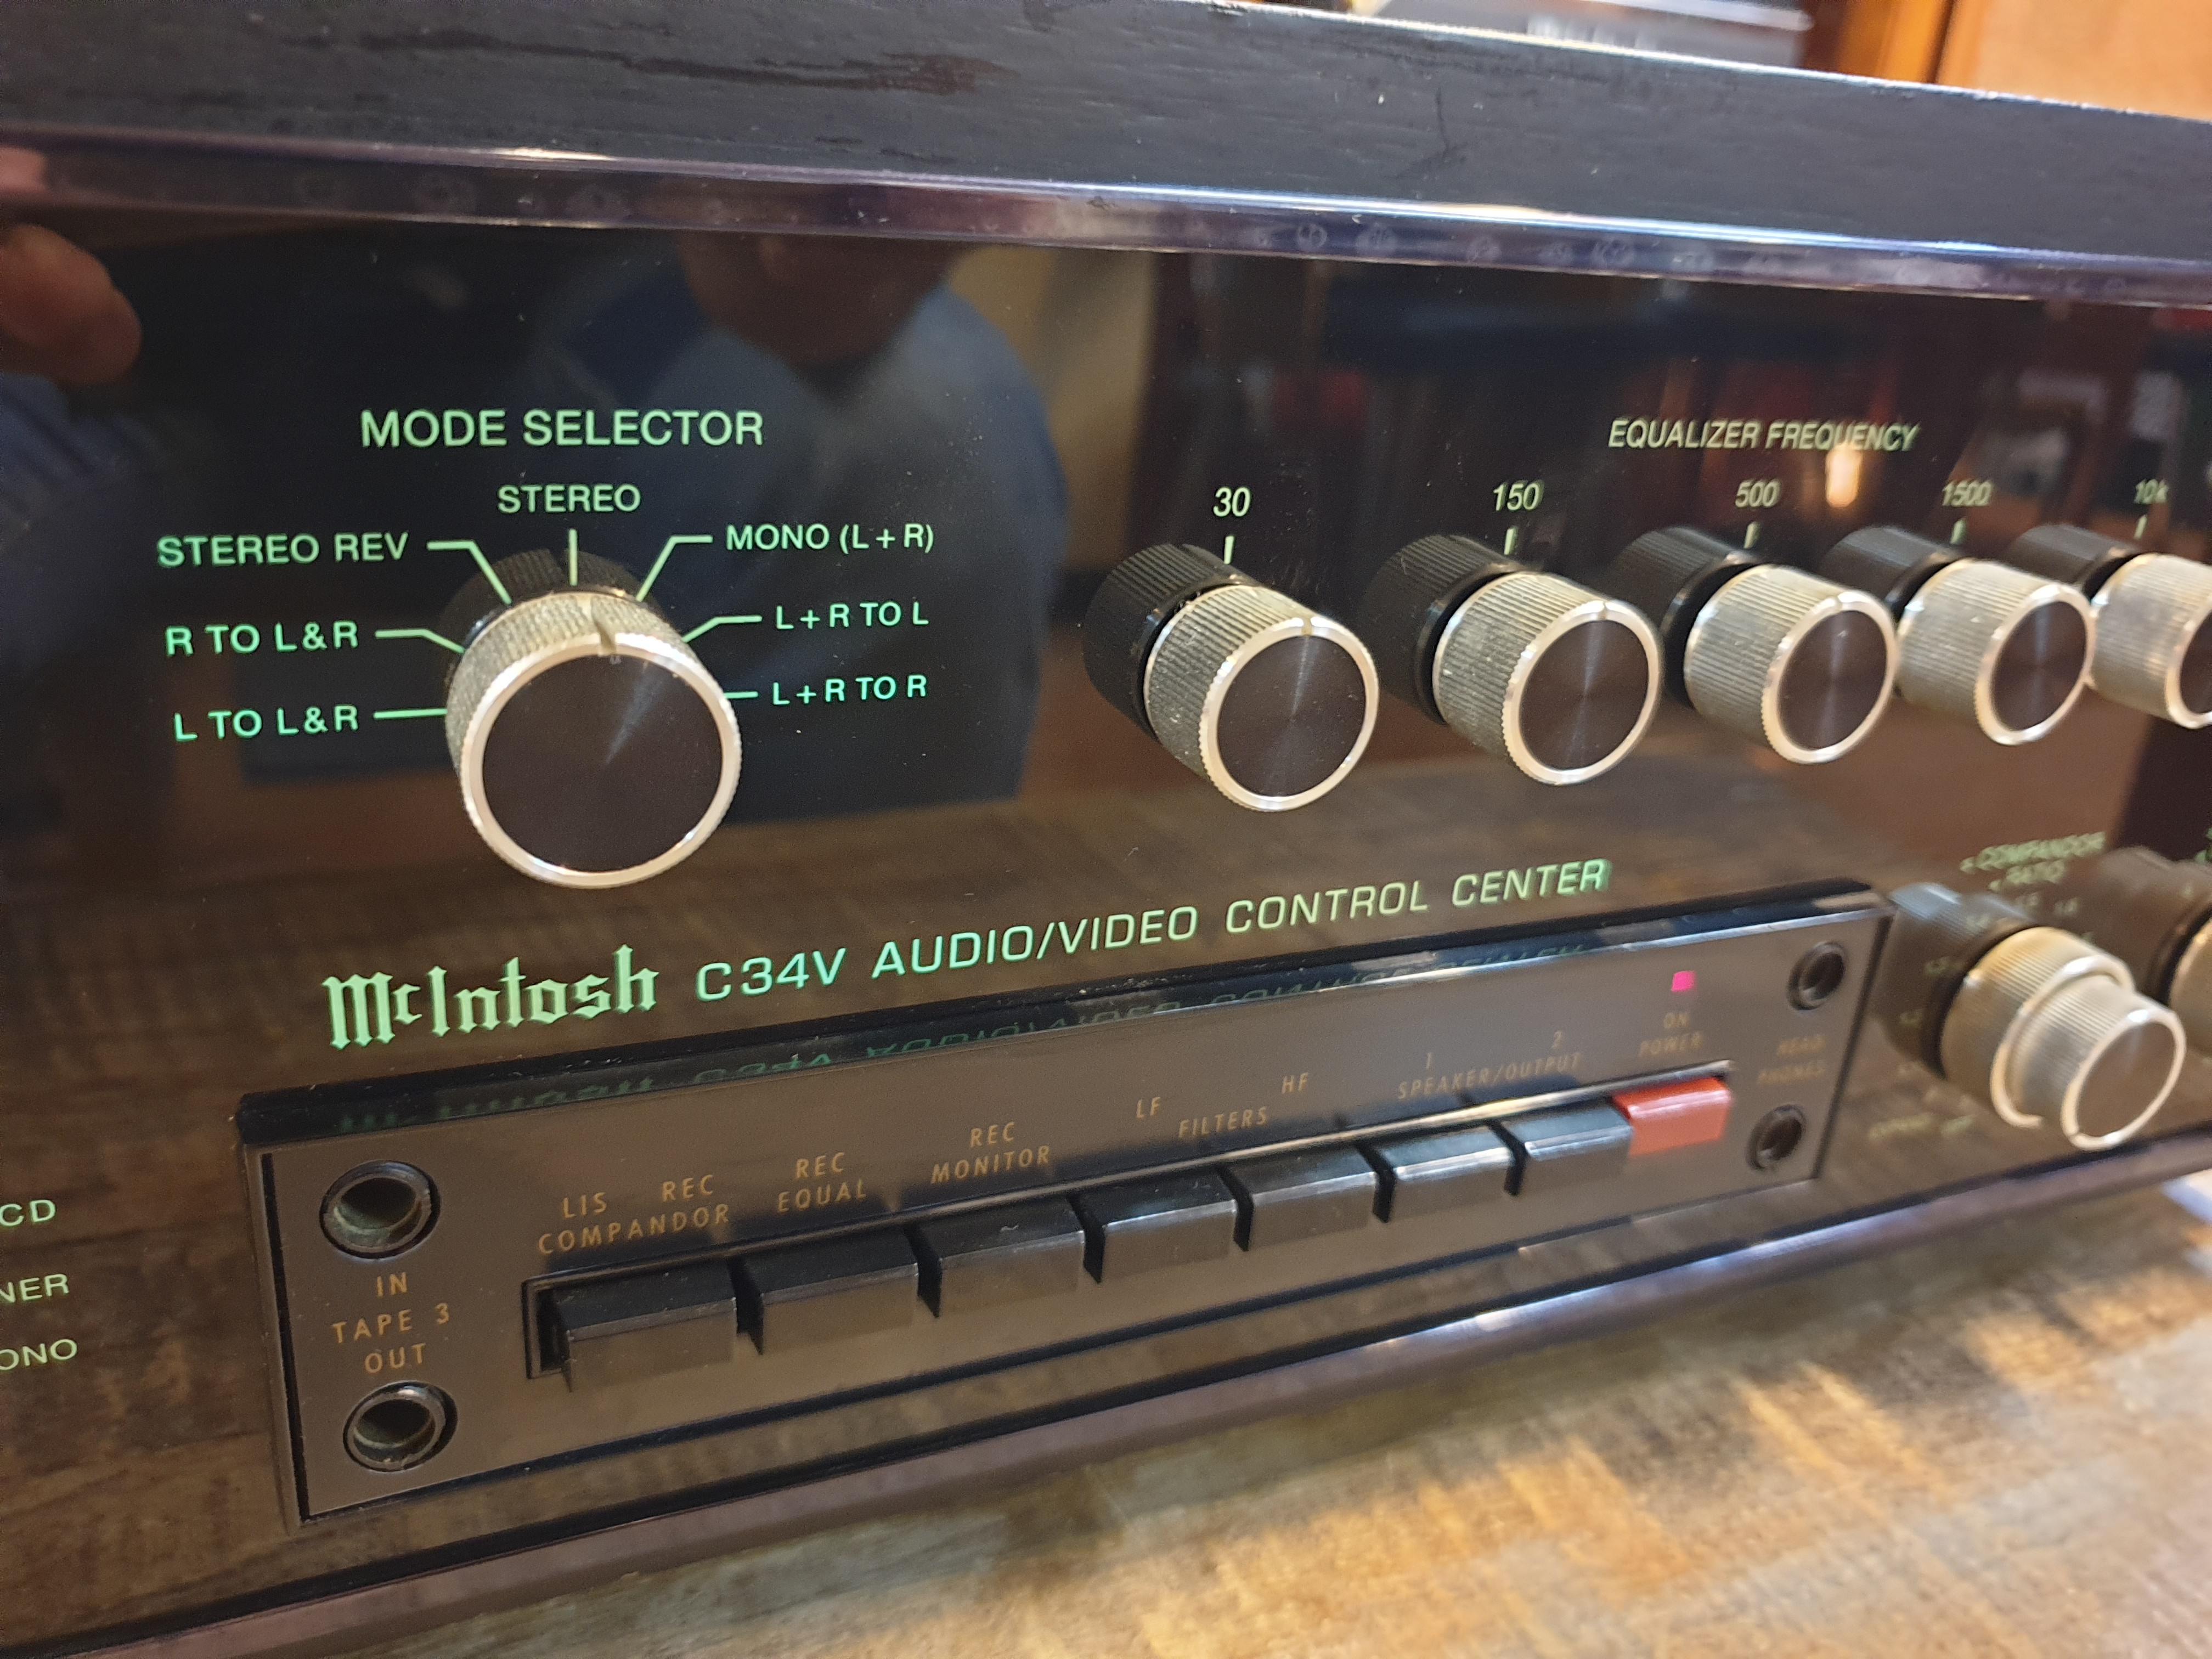 MODE SELECTOR
STEREO
STEREO REV
MONO (L+R)
R TO L&R
L+R TO L
L TO L&R
L+R TO R
EQUALIZER FREQUENCY
30 150 500 1500 10k
McIntosh C34V AUDIO/VIDEO CONTROL CENTER
COMPANDOR
RATIO
ON
POWER
1 2
SPEAKER/OUTPUT
HEAD
PHONES
LF HF
FILTERS
REC
MONITOR
REC
EQUAL
LIS REC
COMPANDOR
IN
TAPE 3
OUT
CD
NER
ONO